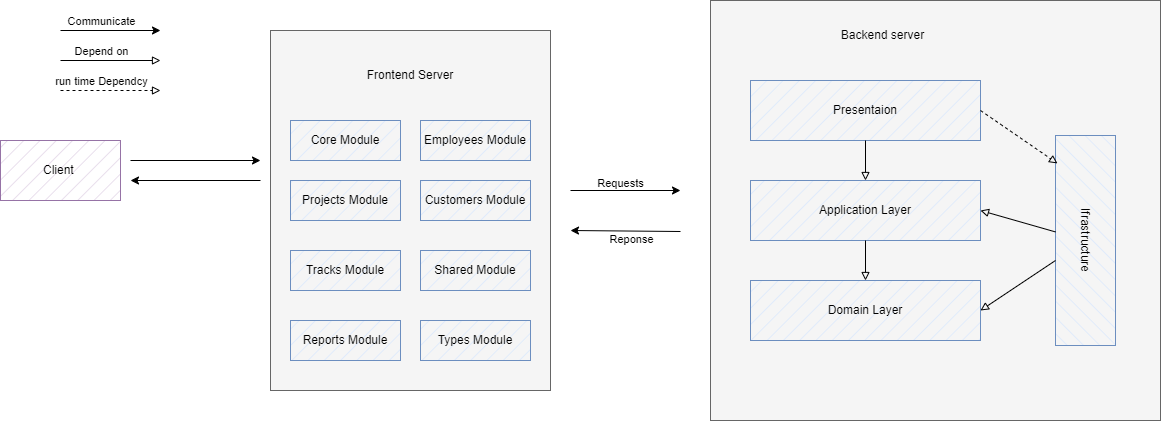 Communicate
Depend on
run time Dependcy
Client
Frontend Server
Core Module
Employees Module
Projects Module
Customers Module
Tracks Module
Shared Module
Reports Module
Types Module
Requests
Reponse
Backend server
Presentaion
Application Layer
Domain Layer
Ifrastructure